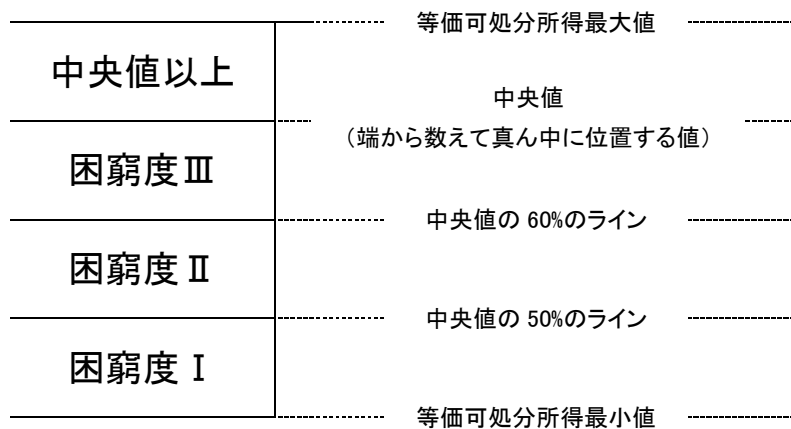 等価可処分所得最大値
中央値以上
中央値
（端から数えて真ん中に位置する値）
困窮度Ⅲ
中央値の 60%のライン
困窮度Ⅱ
中央値の 50%のライン
困窮度Ⅰ
等価可処分所得最小値